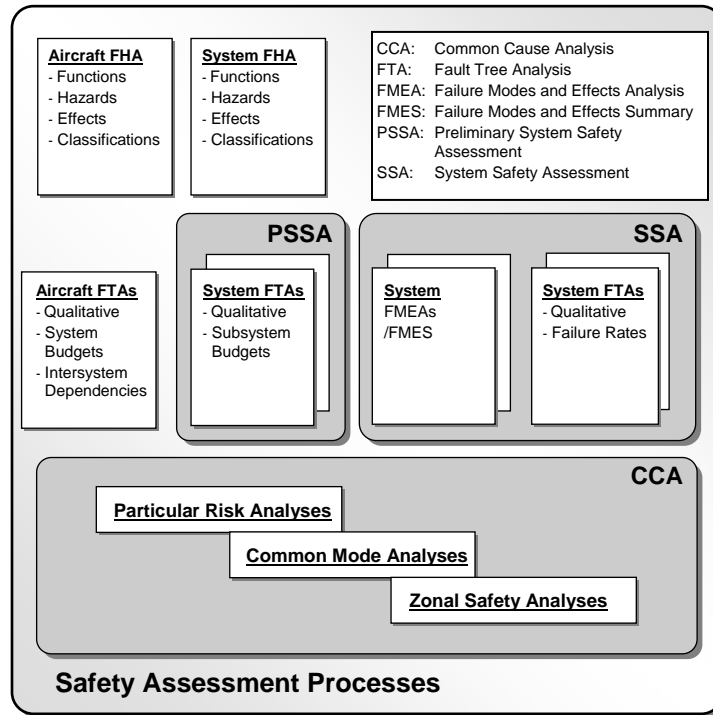 Aircraft FHA
- Functions
- Hazards
- Effects
- Classifications
System FHA
- Functions
- Hazards
- Effects
- Classifications
CCA: Common Cause Analysis
FTA: Fault Tree Analysis
FMEA: Failure Modes and Effects Analysis
FMES: Failure Modes and Effects Summary
PSSA: Preliminary System Safety
Assessment
SSA: System Safety Assessment
Aircraft FTAs
- Qualitative
- System
Budgets
- Intersystem
Dependencies
PSSA
System FTAs
- Qualitative
- Subsystem
Budgets
SSA
System
FMEAs
/FMES
System FTAs
- Qualitative
- Failure Rates
CCA
Particular Risk Analyses
Common Mode Analyses
Zonal Safety Analyses
Safety Assessment Processes